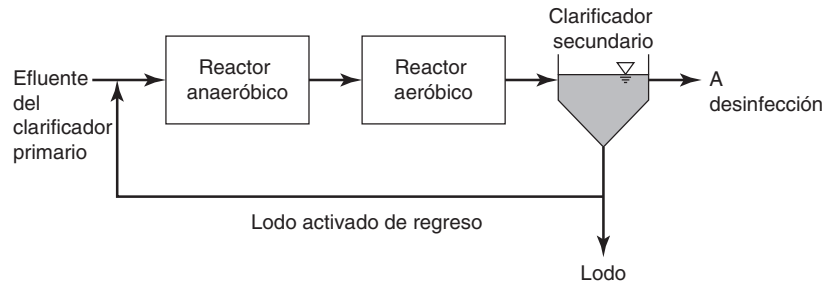 Clarificador
secundario
Efluente
del
clarificador
primario
Reactor
anaeróbico
Reactor
aeróbico
A
desinfección
Lodo activado de regreso
Lodo